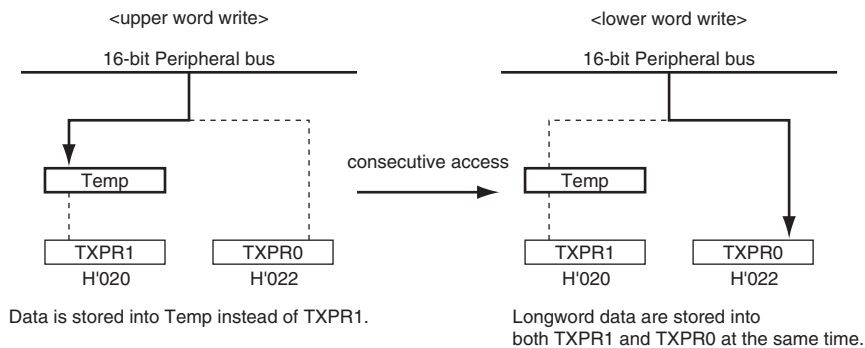 <upper word write>
16-bit Peripheral bus
Temp
TXPR1
TXPR0
H'020
H'022
Data is stored into Temp instead of TXPR1.
consecutive access
<lower word write>
16-bit Peripheral bus
Temp
TXPR1
TXPR0
H'020
H'022
Longword data are stored into
both TXPR1 and TXPR0 at the same time.